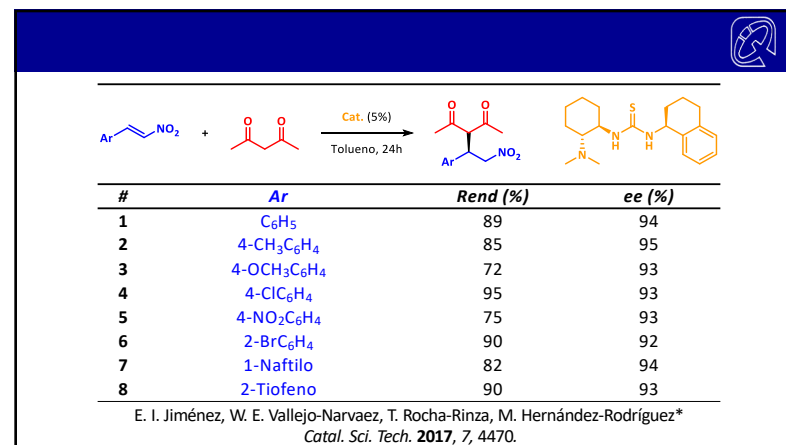 Ar NO₂ + O O Cat. (5%) O O S
Tolueno, 24h Ar NO₂ N H N H N
# Ar Rend (%) ee (%)
1 C₆H₅ 89 94
2 4-CH₃C₆H₄ 85 95
3 4-OCH₃C₆H₄ 72 93
4 4-ClC₆H₄ 95 93
5 4-NO₂C₆H₄ 75 93
6 2-BrC₆H₄ 90 92
7 1-Naftilo 82 94
8 2-Tiofeno 90 93
E. I. Jiménez, W. E. Vallejo-Narvaez, T. Rocha-Rinza, M. Hernández-Rodríguez*
Catal. Sci. Tech. 2017, 7, 4470.